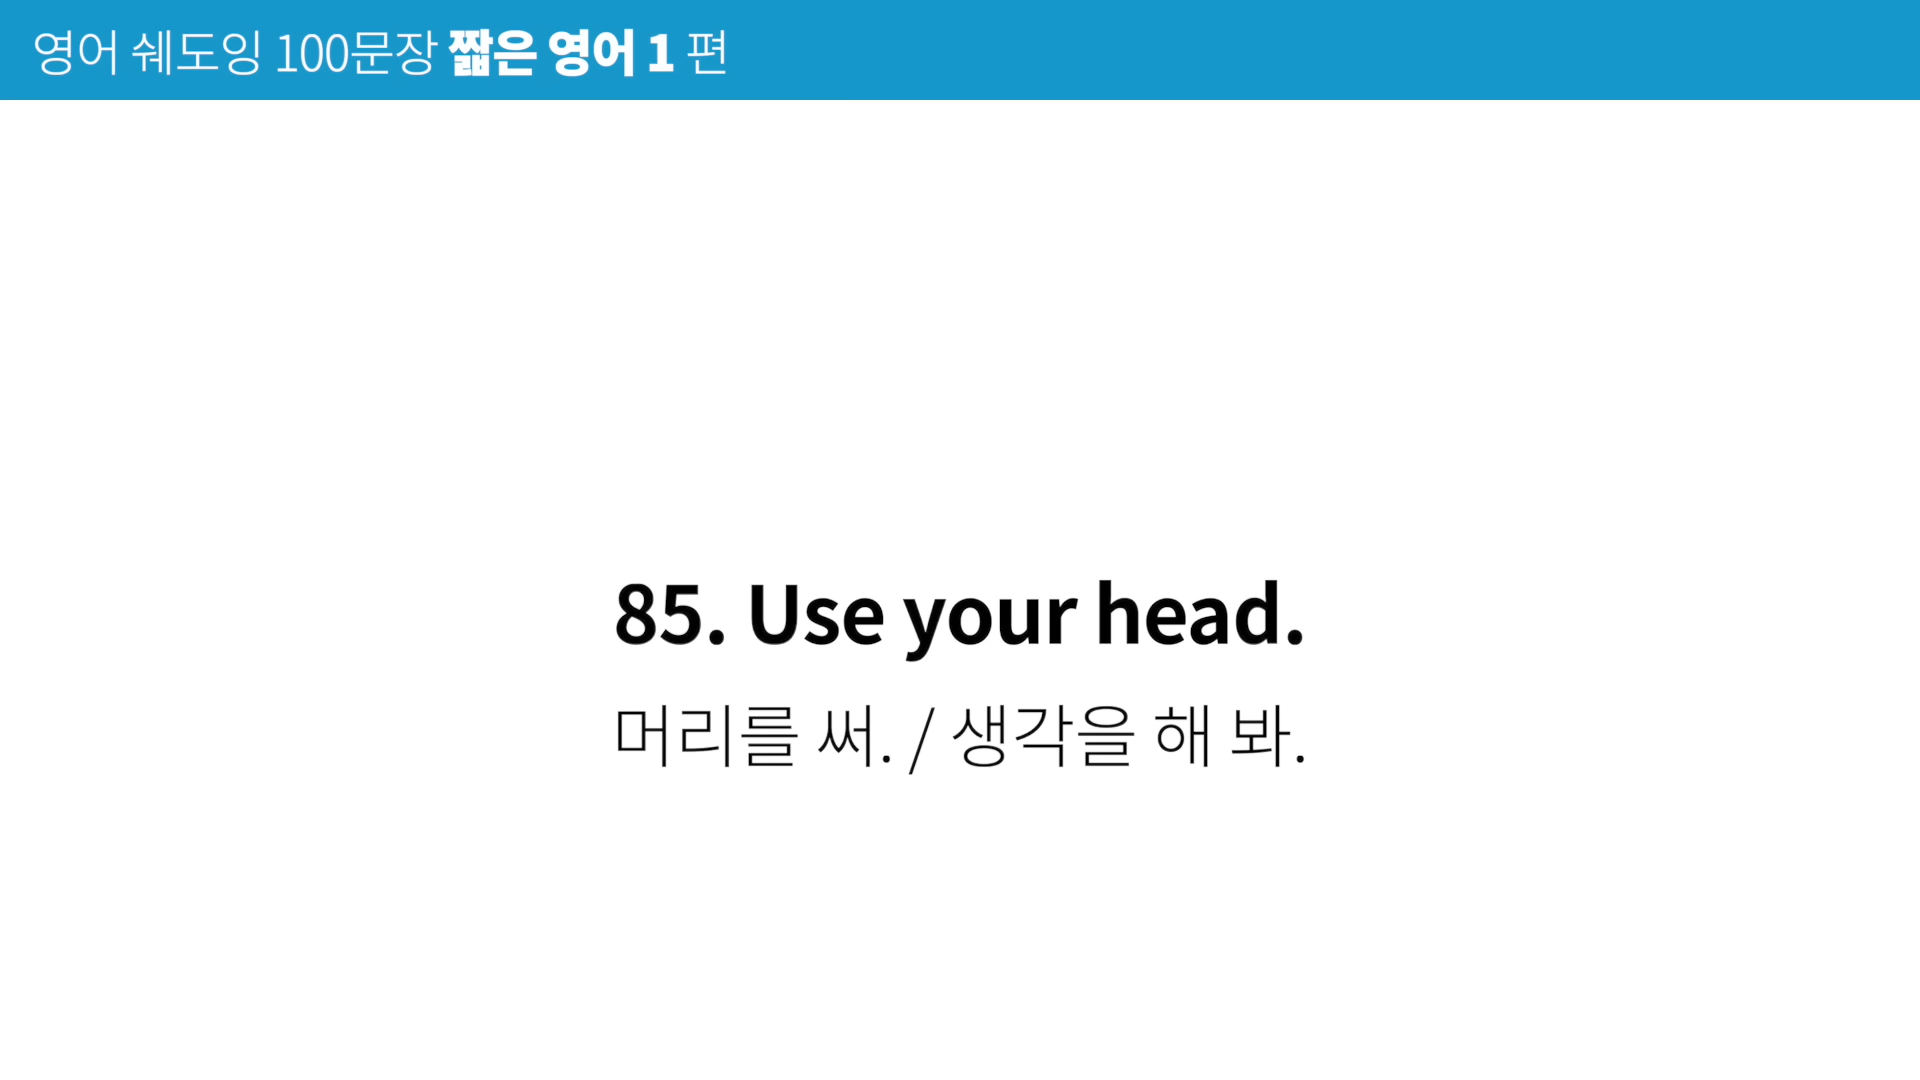 영어 쉐도잉 100문장 짧은 영어 1 편
85. Use your head.
머리를 써. / 생각을 해 봐.